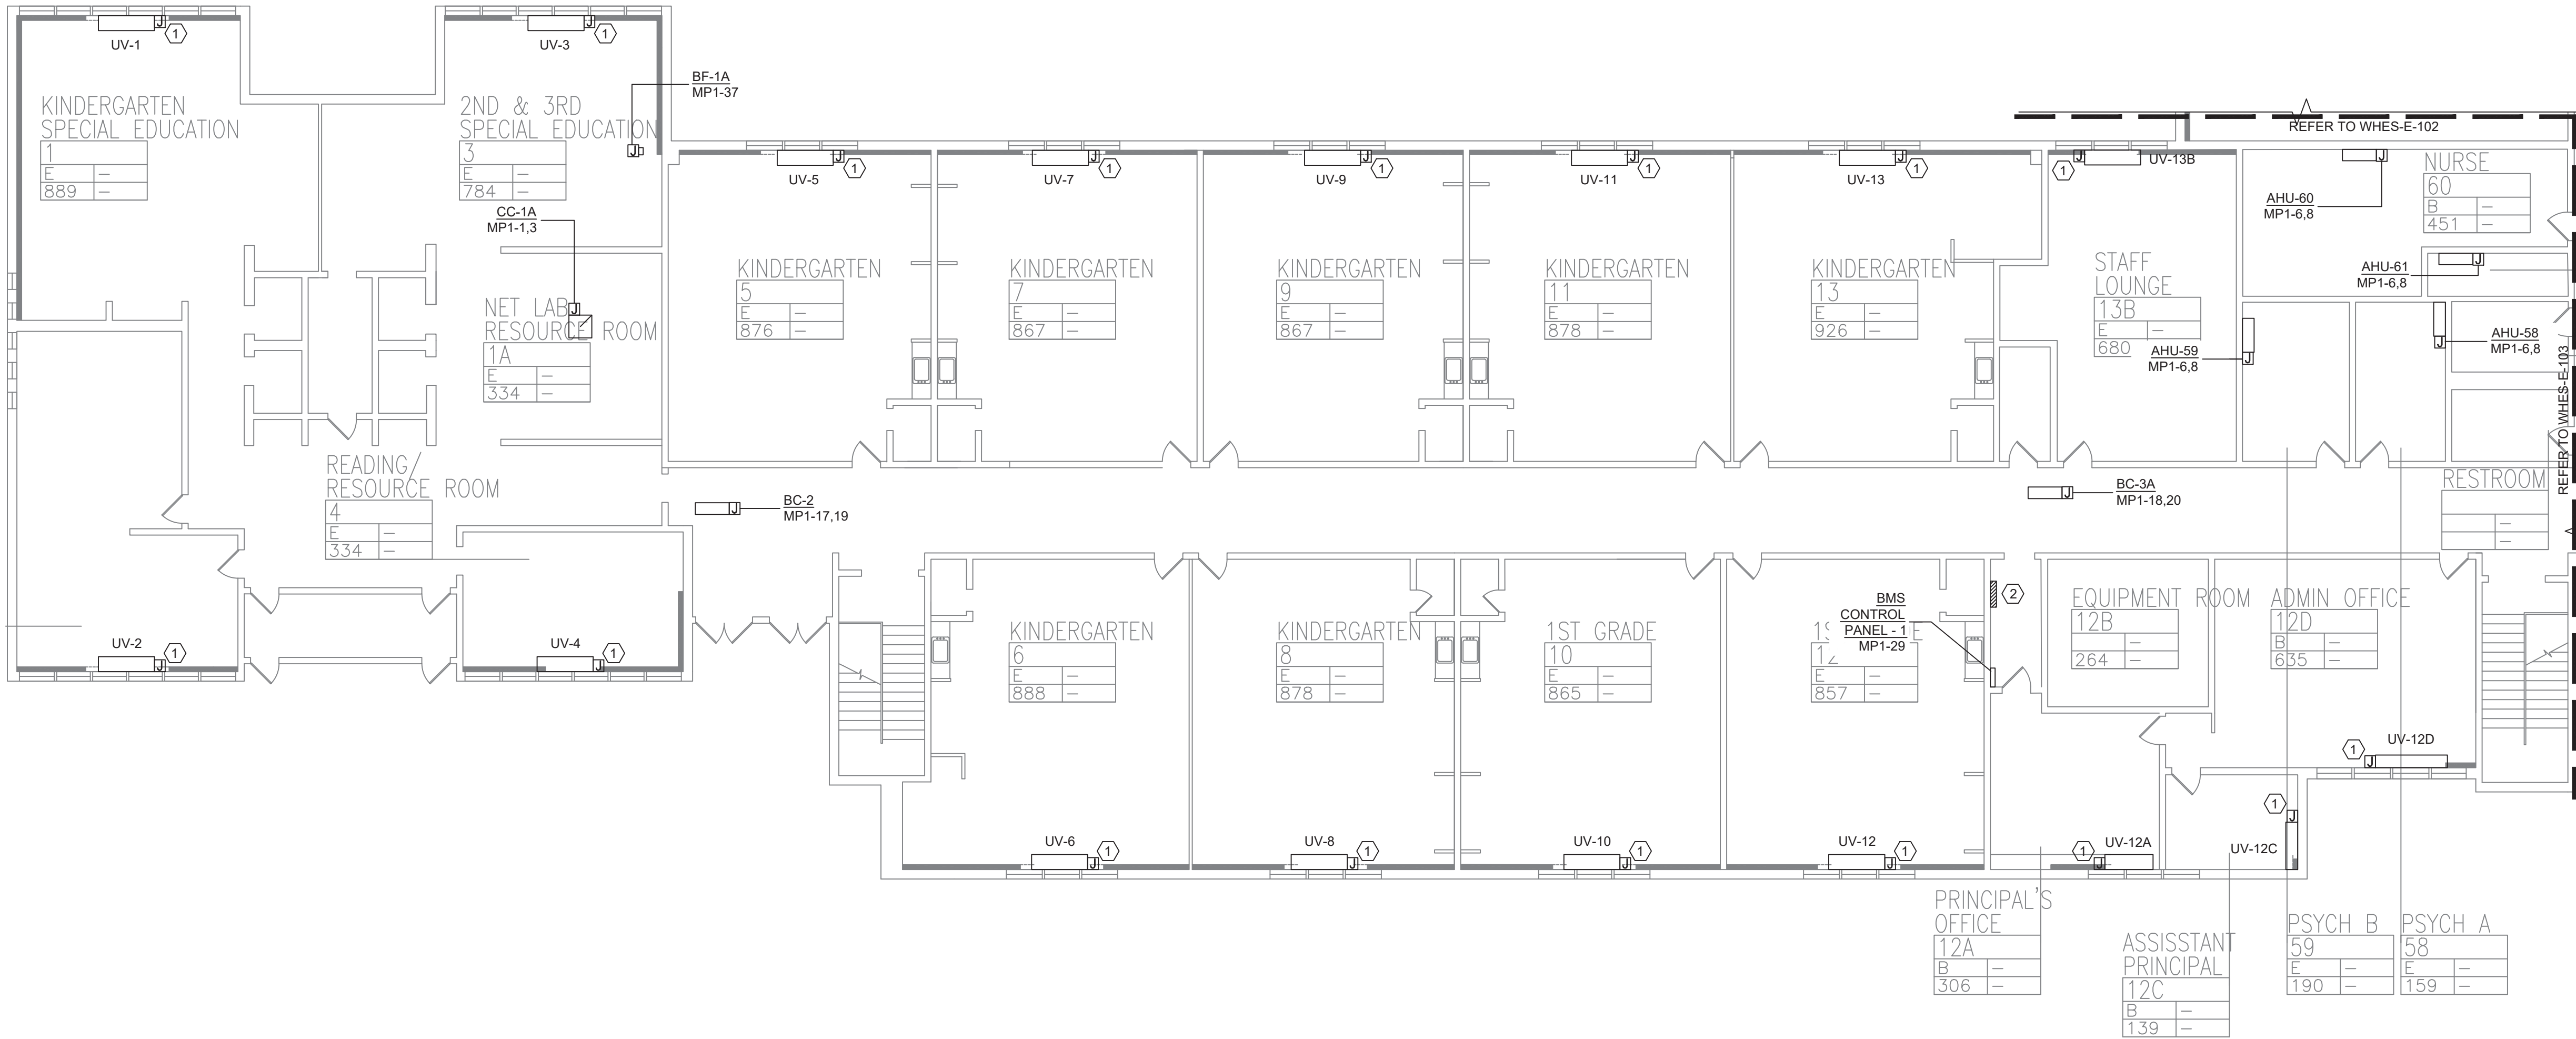 UV-1
J
1
UV-3
J
1
KINDERGARTEN
SPECIAL EDUCATION
1
E –
889 –
2ND & 3RD
SPECIAL EDUCATION
3
E –
784 –
BF-1A
MP1-37
J
CC-1A
MP1-1,3
J
NET LAB
RESOURCE ROOM
1A
E –
334 –
READING/
RESOURCE ROOM
4
E –
334 –
UV-2
J
1
UV-4
J
1
UV-5
J
1
KINDERGARTEN
5
E –
876 –
UV-7
J
1
KINDERGARTEN
7
E –
867 –
UV-9
J
1
KINDERGARTEN
9
E –
867 –
UV-11
J
1
KINDERGARTEN
11
E –
878 –
UV-13
J
1
KINDERGARTEN
13
E –
926 –
J
UV-13B
1
STAFF
LOUNGE
13B
E –
680
REFER TO WHES-E-102
J
NURSE
60
B –
451 –
AHU-60
MP1-6,8
AHU-61
MP1-6,8
J
AHU-58
MP1-6,8
J
AHU-59
MP1-6,8
J
REFER TO WHES-E-103
RESTROOM
–
–
BC-2
MP1-17,19
J
BC-3A
MP1-18,20
J
KINDERGARTEN
6
E –
888 –
UV-6
J
1
KINDERGARTEN
8
E –
878 –
UV-8
J
1
1ST GRADE
10
E –
865 –
UV-10
J
1
12
E –
857 –
UV-12
J
1
BMS
CONTROL
PANEL - 1
MP1-29
2
EQUIPMENT ROOM
12B
–
264 –
ADMIN OFFICE
12D
B –
635 –
UV-12D
J
1
1
J
UV-12A
1
J
UV-12C
PRINCIPAL'S
OFFICE
12A
B –
306 –
ASSISSTANT
PRINCIPAL
12C
B –
139 –
PSYCH B
59
E –
190 –
PSYCH A
58
E –
159 –